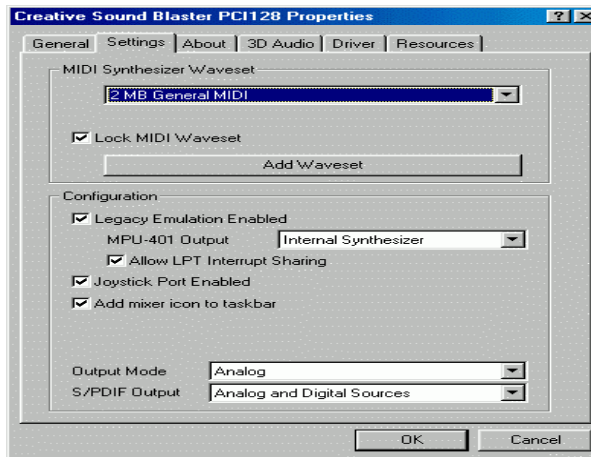 Creative Sound Blaster PCI128 Properties
General Settings About 3D Audio Driver Resources
MIDI Synthesizer Waveset
2 MB General MIDI
Lock MIDI Waveset
Add Waveset
Configuration
Legacy Emulation Enabled
MPU-401 Output Internal Synthesizer
Allow LPT Interrupt Sharing
Joystick Port Enabled
Add mixer icon to taskbar
Output Mode Analog
S/PDIF Output Analog and Digital Sources
OK Cancel